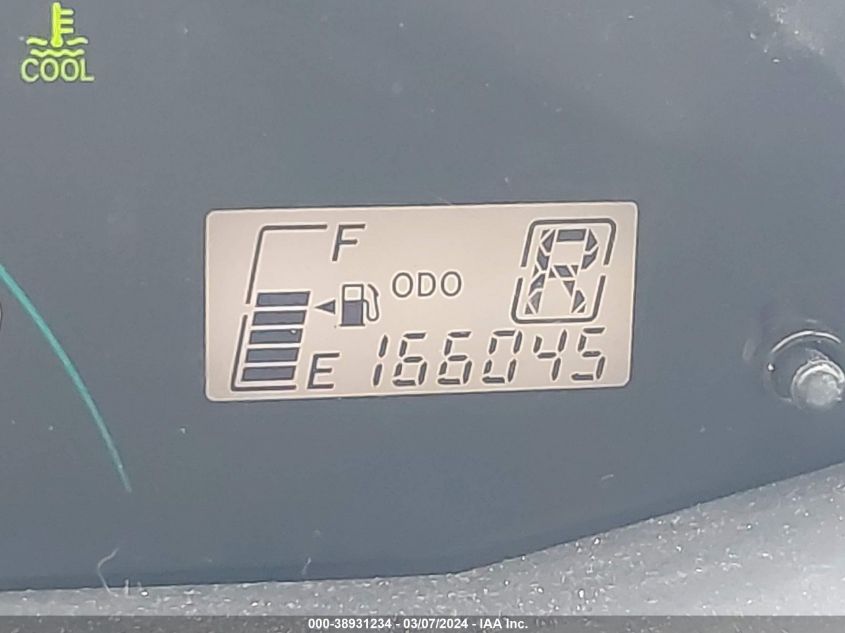 COOL
F
ODO
R
E 166045
000-38931234 - 03/07/2024 - IAA Inc.